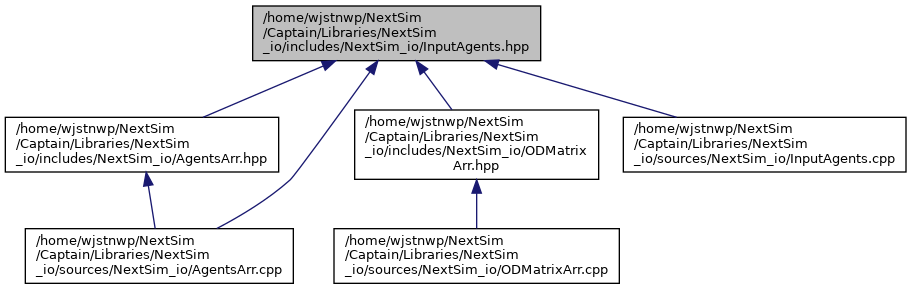 /home/wjstnwp/NextSim
/Captain/Libraries/NextSim
_io/includes/NextSim_io/InputAgents.hpp
/home/wjstnwp/NextSim
/Captain/Libraries/NextSim
_io/includes/NextSim_io/AgentsArr.hpp
/home/wjstnwp/NextSim
/Captain/Libraries/NextSim
_io/includes/NextSim_io/ODMatrix
Arr.hpp
/home/wjstnwp/NextSim
/Captain/Libraries/NextSim
_io/sources/NextSim_io/InputAgents.cpp
/home/wjstnwp/NextSim
/Captain/Libraries/NextSim
_io/sources/NextSim_io/AgentsArr.cpp
/home/wjstnwp/NextSim
/Captain/Libraries/NextSim
_io/sources/NextSim_io/ODMatrixArr.cpp